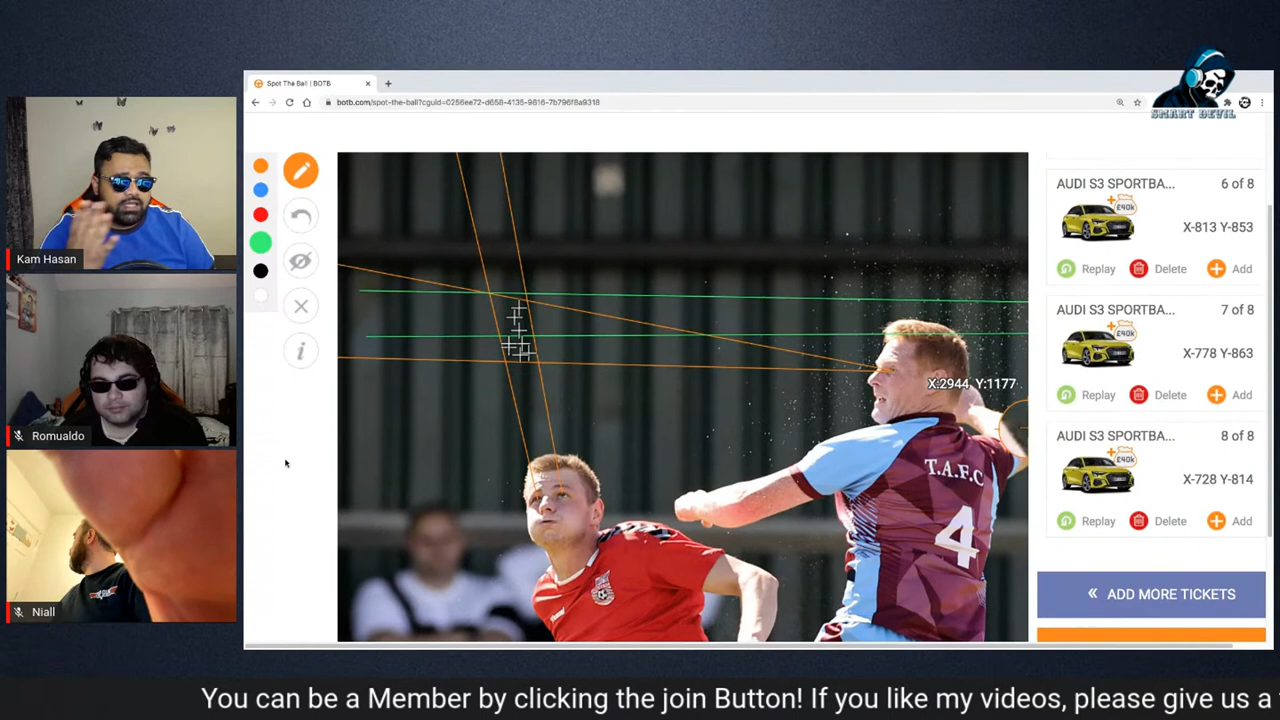 Spot The Ball | BOTB
botb.com/spot-the-ball?cguid=0256ee72-d658-4135-9816-7b796f8a9318
SMART DEVIL
AUDI S3 SPORTBA... 6 of 8
£40k
X-813 Y-853
Replay Delete Add
AUDI S3 SPORTBA... 7 of 8
£40k
X-778 Y-863
Replay Delete Add
AUDI S3 SPORTBA... 8 of 8
£40k
X-728 Y-814
Replay Delete Add
« ADD MORE TICKETS
X:2944, Y:1177
T.A.F.C
4
Kam Hasan
Romualdo
Niall
You can be a Member by clicking the join Button! If you like my videos, please give us a